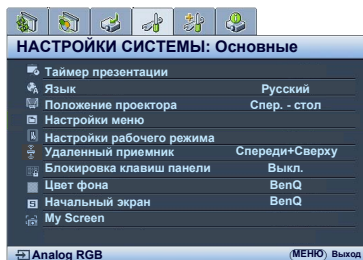 НАСТРОЙКИ СИСТЕМЫ: Основные
Таймер презентации
Язык Русский
Положение проектора Спер. - стол
Настройки меню
Настройки рабочего режима
Удаленный приемник Спереди+Сверху
Блокировка клавиш панели Выкл.
Цвет фона BenQ
Начальный экран BenQ
My Screen
Analog RGB (МЕНЮ) Выход